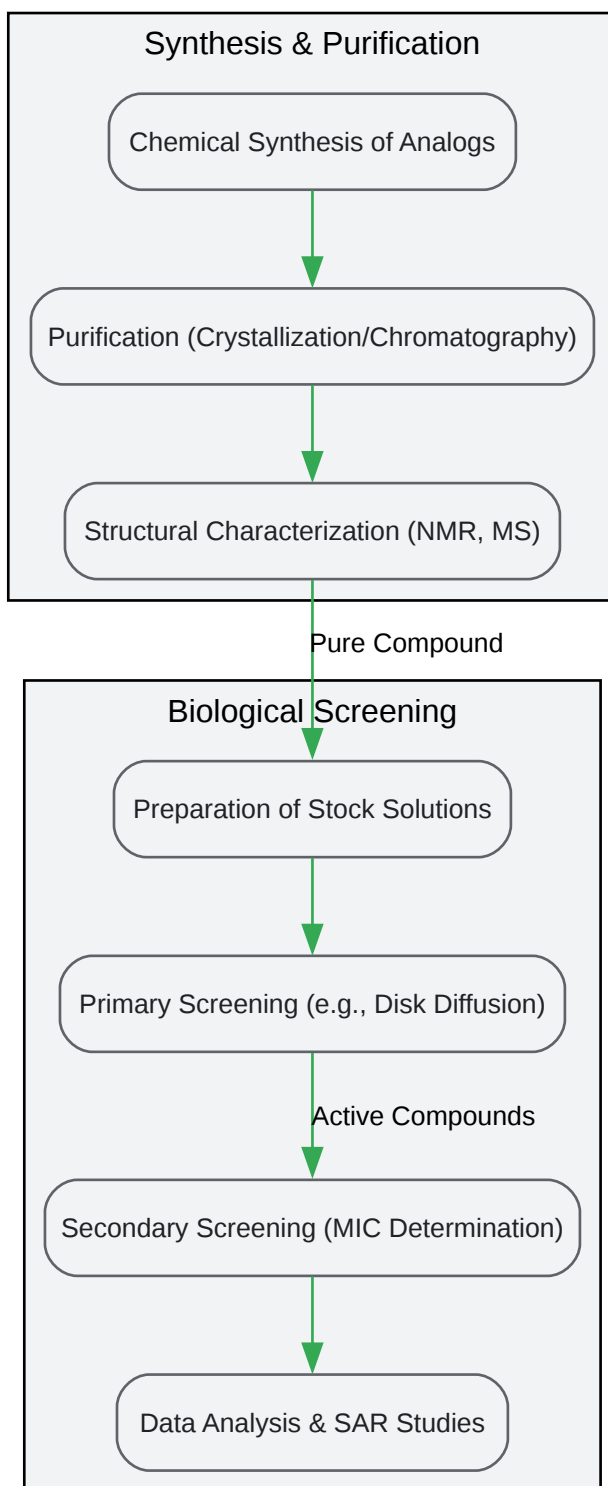 Synthesis & Purification
Chemical Synthesis of Analogs
Purification (Crystallization/Chromatography)
Structural Characterization (NMR, MS)
Pure Compound
Biological Screening
Preparation of Stock Solutions
Primary Screening (e.g., Disk Diffusion)
Active Compounds
Secondary Screening (MIC Determination)
Data Analysis & SAR Studies